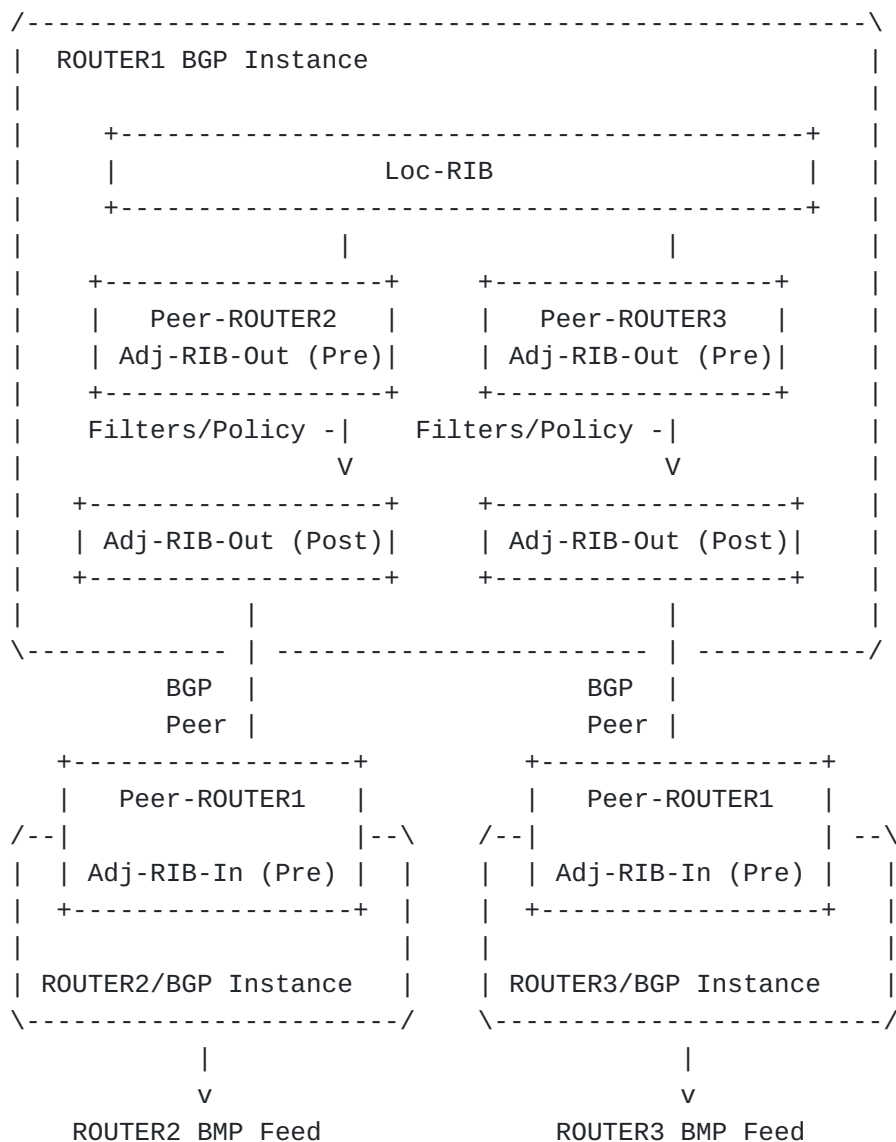 ROUTER1 BGP Instance
Loc-RIB
Peer-ROUTER2 Peer-ROUTER3
Adj-RIB-Out (Pre) Adj-RIB-Out (Pre)
Filters/Policy - Filters/Policy -
V V
Adj-RIB-Out (Post) Adj-RIB-Out (Post)
BGP BGP
Peer Peer
Peer-ROUTER1 Peer-ROUTER1
Adj-RIB-In (Pre) Adj-RIB-In (Pre)
ROUTER2/BGP Instance ROUTER3/BGP Instance
v v
ROUTER2 BMP Feed ROUTER3 BMP Feed